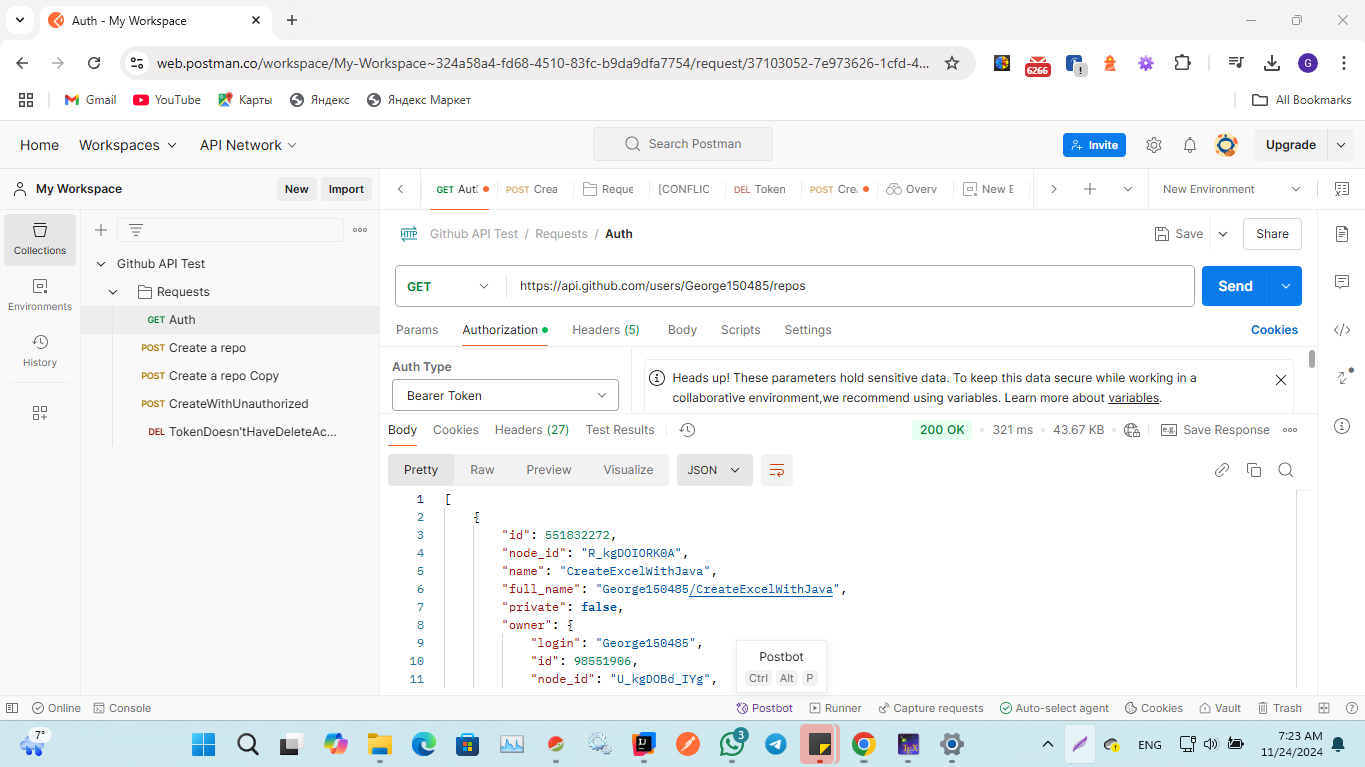 Auth - My Workspace
web.postman.co/workspace/My-Workspace~324a58a4-fd68-4510-83fc-b9da9dfa7754/request/37103052-7e973626-1cfd-4...
6266
G
Gmail
YouTube
Карты
Яндекс
Яндекс Маркет
All Bookmarks
Home
Workspaces
API Network
Search Postman
Invite
Upgrade
My Workspace
New
Import
GET Aut
POST Crea
Reque
[CONFLIC
DEL Token
POST Cre
Overv
New E
New Environment
Collections
Environments
History
Github API Test
Requests
GET Auth
POST Create a repo
POST Create a repo Copy
POST CreateWithUnauthorized
DEL TokenDoesn'tHaveDeleteAc...
HTTP
Github API Test / Requests / Auth
Save
Share
GET
https://api.github.com/users/George150485/repos
Send
Params
Authorization
Headers (5)
Body
Scripts
Settings
Cookies
Auth Type
Bearer Token
Heads up! These parameters hold sensitive data. To keep this data secure while working in a
collaborative environment,we recommend using variables. Learn more about variables.
Body
Cookies
Headers (27)
Test Results
200 OK
321 ms
43.67 KB
e.g.
Save Response
Pretty
Raw
Preview
Visualize
JSON
1 [
2 {
3 "id": 551832272,
4 "node_id": "R_kgDOIORK0A",
5 "name": "CreateExcelWithJava",
6 "full_name": "George150485/CreateExcelWithJava",
7 "private": false,
8 "owner": {
9 "login": "George150485",
10 "id": 98551906,
11 "node_id": "U_kgDOBd_IYg",
Postbot
Ctrl Alt P
Online
Console
Postbot
Runner
Capture requests
Auto-select agent
Cookies
Vault
Trash
7°
3
ENG
7:23 AM
11/24/2024